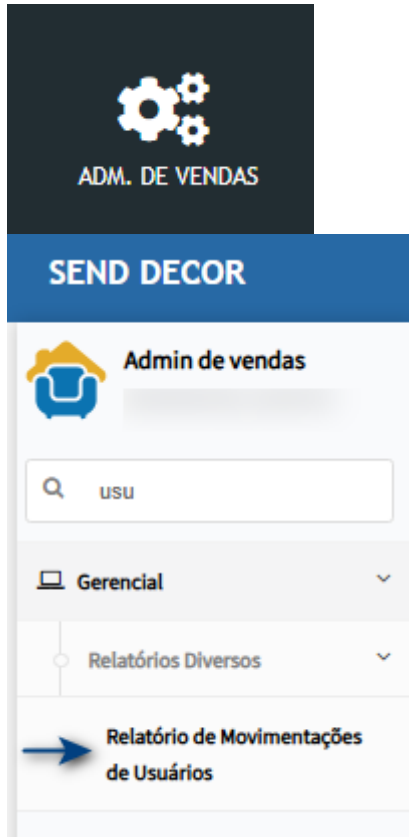 ADM. DE VENDAS
SEND DECOR
Admin de vendas
usu
Gerencial
Relatórios Diversos
Relatório de Movimentações
de Usuários